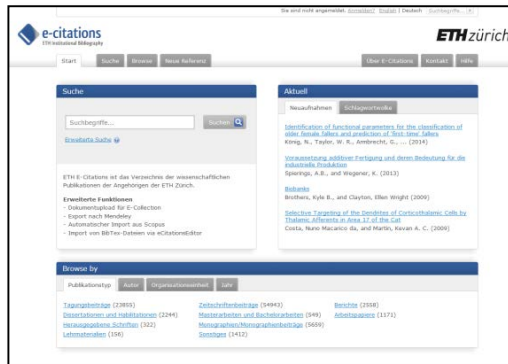 Sie sind nicht angemeldet. Anmelden? English | Deutsch Suchbegriffe...
e-citations
ETH Institutional Bibliography
ETH zürich
Start Suche Browse Neue Referenz
Über E-Citations Kontakt Hilfe
Suche
Suchbegriffe... Suchen
Erweiterte Suche
ETH E-Citations ist das Verzeichnis der wissenschaftlichen
Publikationen der Angehörigen der ETH Zürich.
Erweiterte Funktionen
- Dokumentupload für E-Collection
- Export nach Mendeley
- Automatischer Import aus Scopus
- Import von BibTex-Dateien via eCitationsEditor
Aktuell
Neuaufnahmen Schlagwortwolke
Identification of functional parameters for the classification of
older female fallers and prediction of 'first-time' fallers
König, N., Taylor, W. R., Armbrecht, G., ... (2014)
Voraussetzung additiver Fertigung und deren Bedeutung für die
industrielle Produktion
Spierings, A.B., and Wegener, K. (2013)
Biobanks
Brothers, Kyle B., and Clayton, Ellen Wright (2009)
Selective Targeting of the Dendrites of Corticothalamic Cells by
Thalamic Afferents in Area 17 of the Cat
Costa, Nuno Macarico da, and Martin, Kevan A. C. (2009)
Browse by
Publikationstyp Autor Organisationseinheit Jahr
Tagungsbeiträge (23855) Zeitschriftenbeiträge (54943) Berichte (2558)
Dissertationen und Habilitationen (2244) Masterarbeiten und Bachelorarbeiten (549) Arbeitspapiere (1171)
Herausgegebene Schriften (322) Monographien/Monographienbeiträge (5659)
Lehrmaterialien (156) Sonstiges (1412)